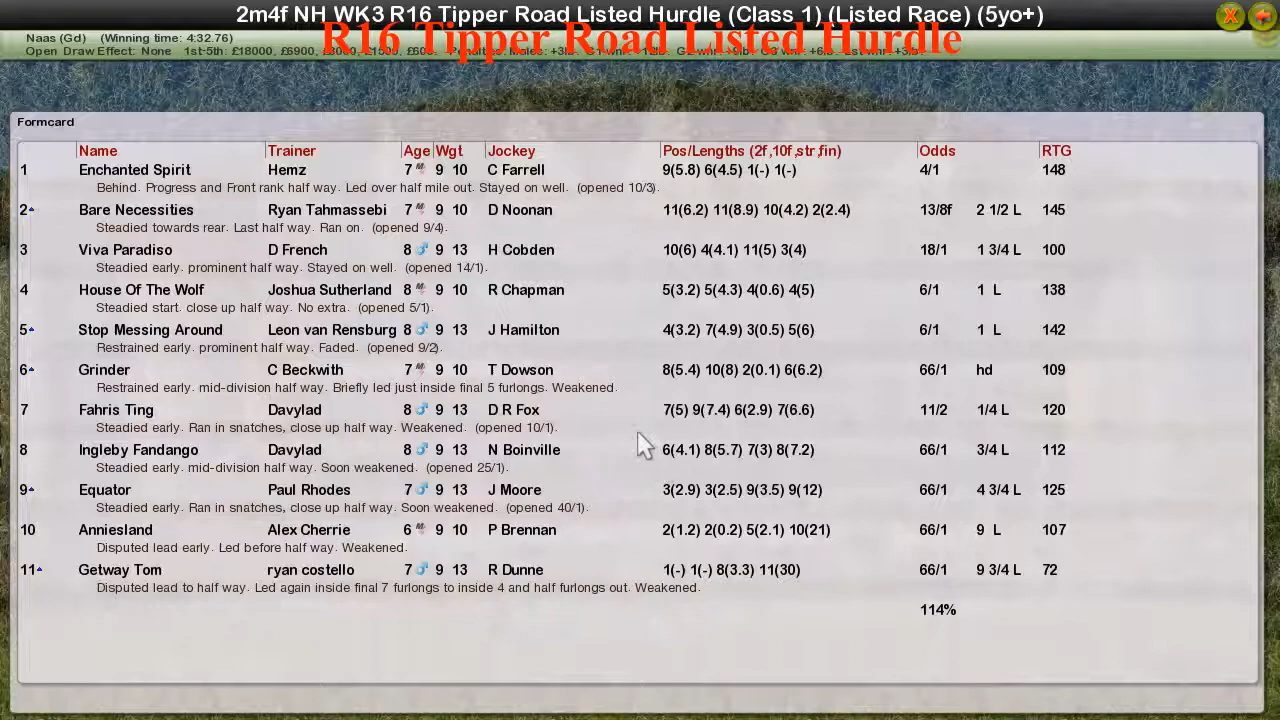 2m4f NH WK3 R16 Tipper Road Listed Hurdle (Class 1) (Listed Race) (5yo+)
R16 Tipper Road Listed Hurdle
Naas (Gd) (Winning time: 4:32.76)
Open Draw Effect: None 1st-5th: £18000, £6900,
Formcard
Name Trainer Age Wgt Jockey Pos/Lengths (2f,10f,str,fin) Odds RTG
1 Enchanted Spirit Hemz 7 9 10 C Farrell 9(5.8) 6(4.5) 1(-) 1(-) 4/1 148
Behind. Progress and Front rank half way. Led over half mile out. Stayed on well. (opened 10/3).
2 Bare Necessities Ryan Tahmassebi 7 9 10 D Noonan 11(6.2) 11(8.9) 10(4.2) 2(2.4) 13/8f 2 1/2 L 145
Steadied towards rear. Last half way. Ran on. (opened 9/4).
3 Viva Paradiso D French 8 9 13 H Cobden 10(6) 4(4.1) 11(5) 3(4) 18/1 1 3/4 L 100
Steadied early. prominent half way. Stayed on well. (opened 14/1).
4 House Of The Wolf Joshua Sutherland 8 9 10 R Chapman 5(3.2) 5(4.3) 4(0.6) 4(5) 6/1 1 L 138
Steadied start. close up half way. No extra. (opened 5/1).
5 Stop Messing Around Leon van Rensburg 8 9 13 J Hamilton 4(3.2) 7(4.9) 3(0.5) 5(6) 6/1 1 L 142
Restrained early. prominent half way. Faded. (opened 9/2).
6 Grinder C Beckwith 7 9 10 T Dowson 8(5.4) 10(8) 2(0.1) 6(6.2) 66/1 hd 109
Restrained early. mid-division half way. Briefly led just inside final 5 furlongs. Weakened.
7 Fahris Ting Davylad 8 9 13 D R Fox 7(5) 9(7.4) 6(2.9) 7(6.6) 11/2 1/4 L 120
Steadied early. Ran in snatches, close up half way. Weakened. (opened 10/1).
8 Ingleby Fandango Davylad 8 9 13 N Boinville 6(4.1) 8(5.7) 7(3) 8(7.2) 66/1 3/4 L 112
Steadied early. mid-division half way. Soon weakened. (opened 25/1).
9 Equator Paul Rhodes 7 9 13 J Moore 3(2.9) 3(2.5) 9(3.5) 9(12) 66/1 4 3/4 L 125
Steadied early. Ran in snatches, close up half way. Soon weakened. (opened 40/1).
10 Anniesland Alex Cherrie 6 9 10 P Brennan 2(1.2) 2(0.2) 5(2.1) 10(21) 66/1 9 L 107
Disputed lead early. Led before half way. Weakened.
11 Getway Tom ryan costello 7 9 13 R Dunne 1(-) 1(-) 8(3.3) 11(30) 66/1 9 3/4 L 72
Disputed lead to half way. Led again inside final 7 furlongs to inside 4 and half furlongs out. Weakened.
114%